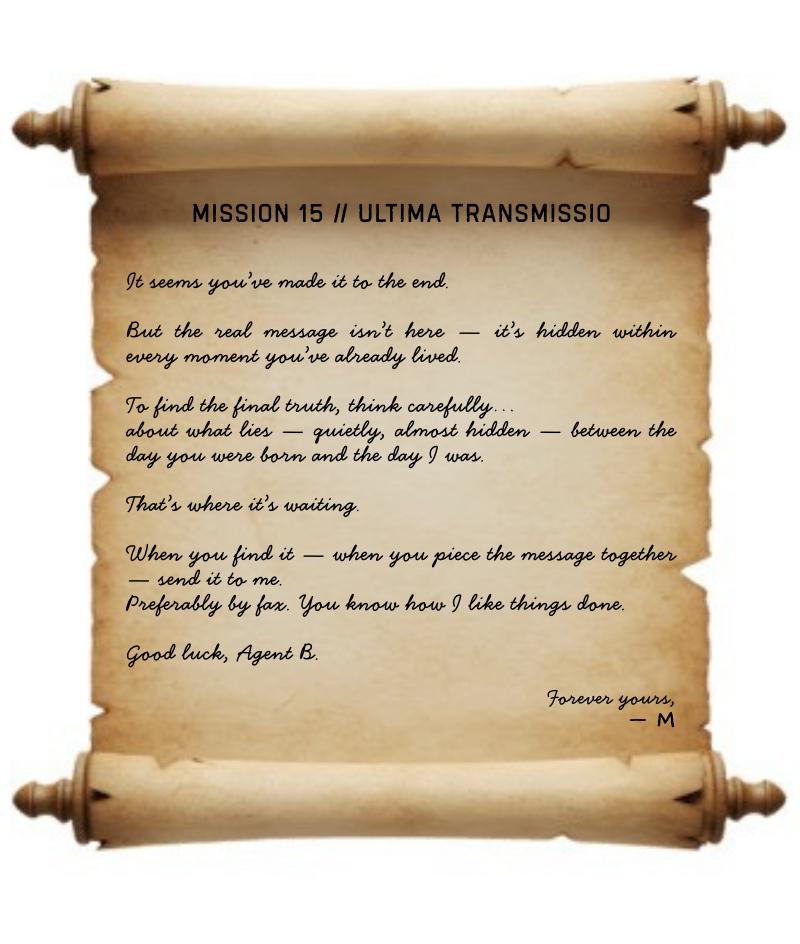 MISSION 15 // ULTIMA TRANSMISSIO
It seems you've made it to the end.
But the real message isn't here — it's hidden within
every moment you've already lived.
To find the final truth, think carefully...
about what lies — quietly, almost hidden — between the
day you were born and the day I was.
That's where it's waiting.
When you find it — when you piece the message together
— send it to me.
Preferably by fax. You know how I like things done.
Good luck, Agent B.
Forever yours,
— M